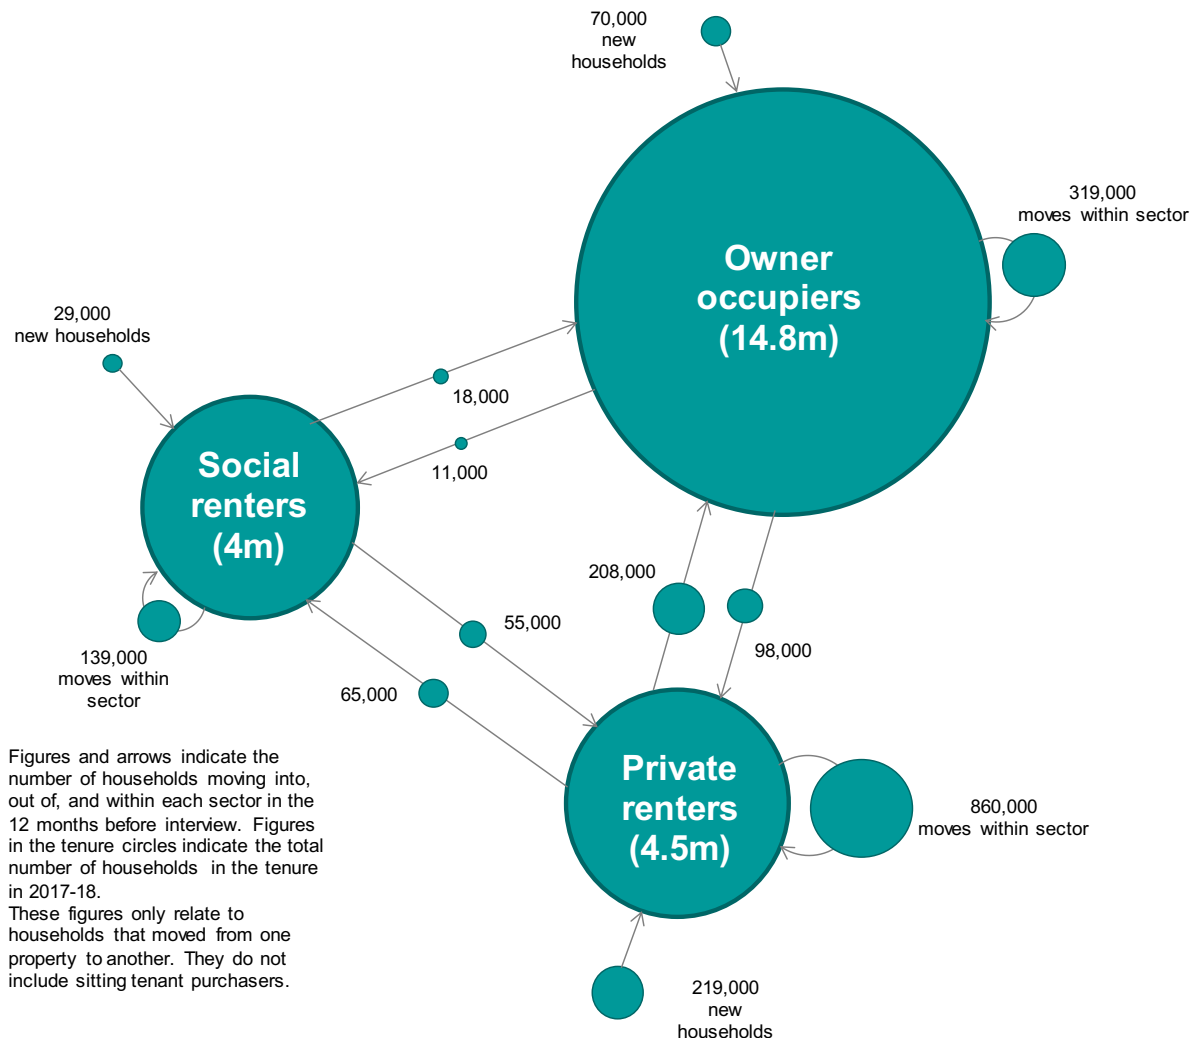 70,000
new
households
319,000
moves within sector
Owner
occupiers
(14.8m)
29,000
new households
18,000
11,000
Social
renters
(4m)
208,000
98,000
55,000
65,000
139,000
moves within
sector
Private
renters
(4.5m)
860,000
moves within sector
219,000
new
households
Figures and arrows indicate the
number of households moving into,
out of, and within each sector in the
12 months before interview. Figures
in the tenure circles indicate the total
number of households in the tenure
in 2017-18.
These figures only relate to
households that moved from one
property to another. They do not
include sitting tenant purchasers.